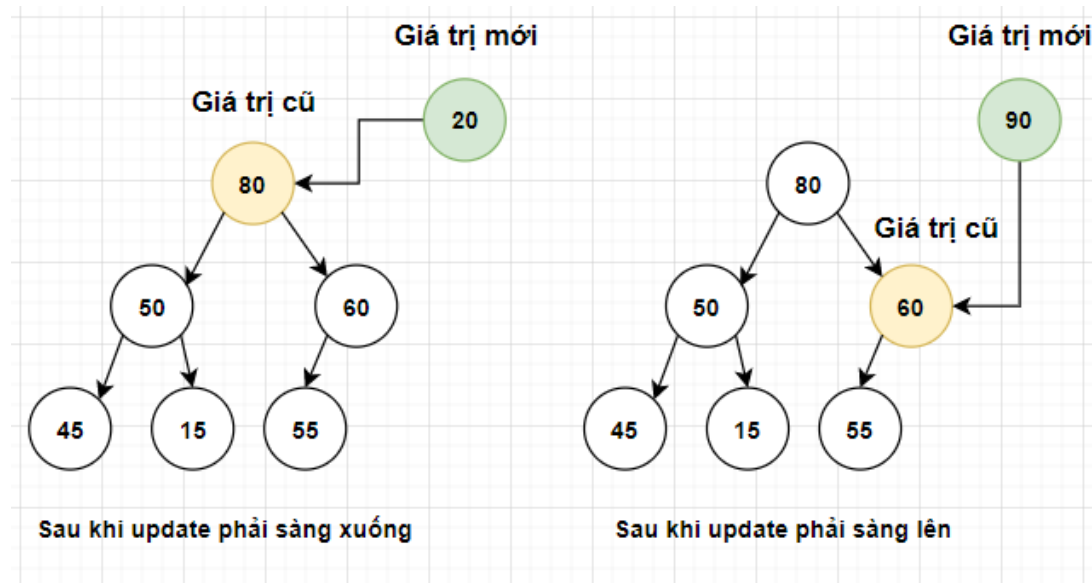 Giá trị mới
20
Giá trị cũ
80
50
60
45
15
55
Sau khi update phải sàng xuống
Giá trị mới
90
80
Giá trị cũ
50
60
45
15
55
Sau khi update phải sàng lên